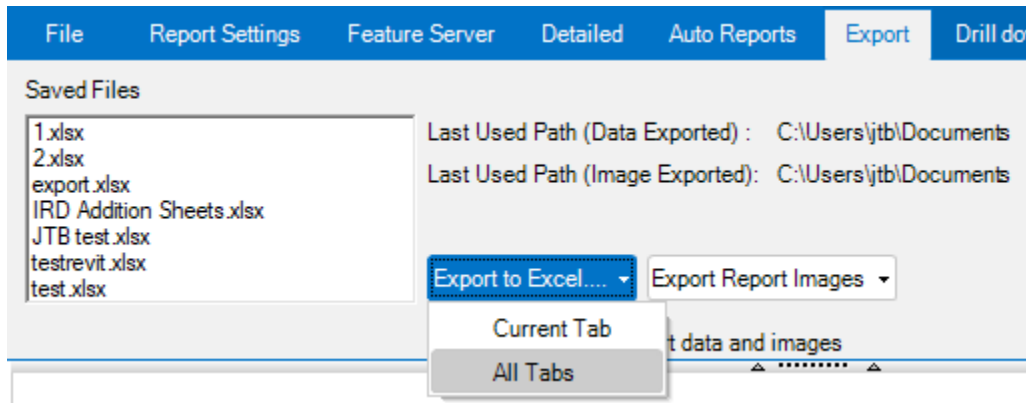 File Report Settings Feature Server Detailed Auto Reports Export Drill do
Saved Files
1.xlsx
2.xlsx
export.xlsx
IRD Addition Sheets.xlsx
JTB test.xlsx
testrevit.xlsx
test.xlsx
Last Used Path (Data Exported) : C:\Users\jtb\Documents
Last Used Path (Image Exported): C:\Users\jtb\Documents
Export to Excel.... Export Report Images
Current Tab
All Tabs
t data and images